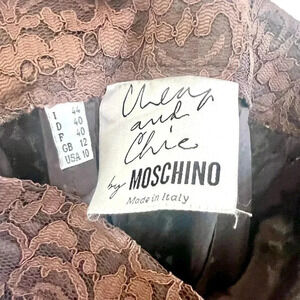 I 44
D 40
F 40
GB 12
USA 10
Cheap
and
Chic
by MOSCHINO
Made in Italy